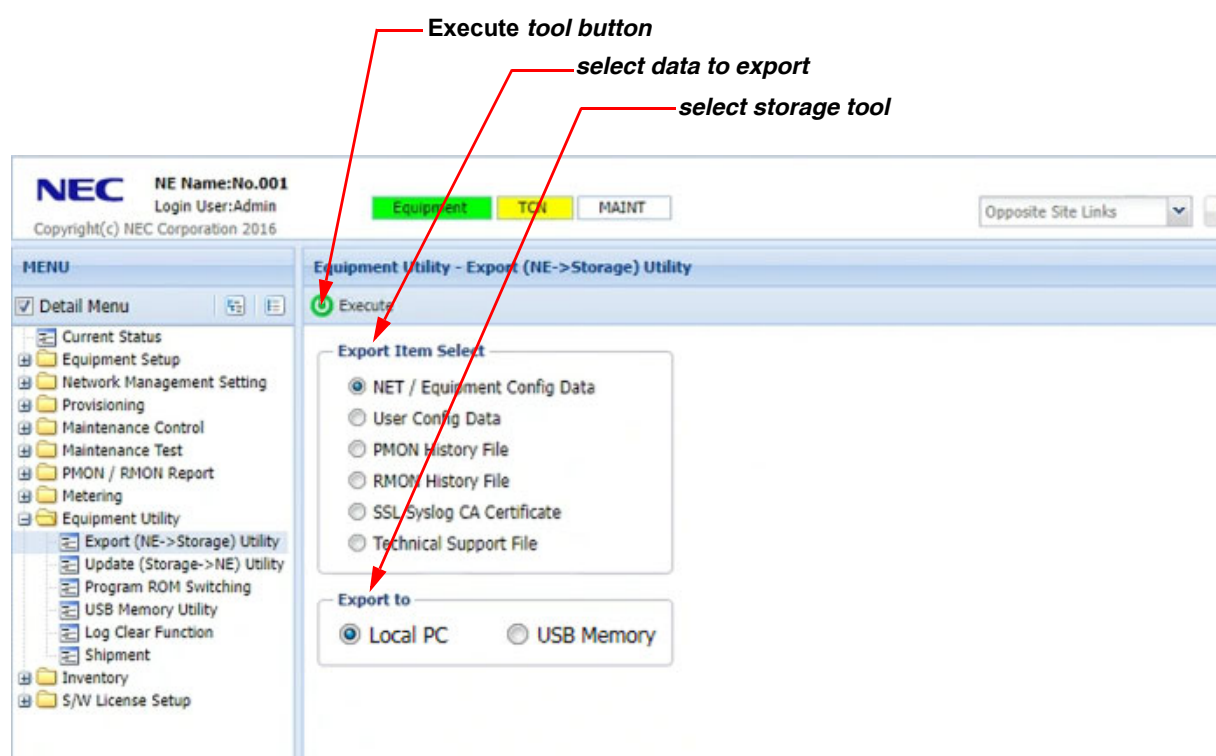 Execute tool button
select data to export
select storage tool
NEC
NE Name:No.001
Login User:Admin
Copyright(c) NEC Corporation 2016
Equipment
TCN
MAINT
Opposite Site Links
MENU
Equipment Utility - Export (NE->Storage) Utility
Detail Menu
Execute
Current Status
Equipment Setup
Network Management Setting
Provisioning
Maintenance Control
Maintenance Test
PMON / RMON Report
Metering
Equipment Utility
Export (NE->Storage) Utility
Update (Storage->NE) Utility
Program ROM Switching
USB Memory Utility
Log Clear Function
Shipment
Inventory
S/W License Setup
Export Item Select
NET / Equipment Config Data
User Config Data
PMON History File
RMON History File
SSL/Syslog CA Certificate
Technical Support File
Export to
Local PC
USB Memory